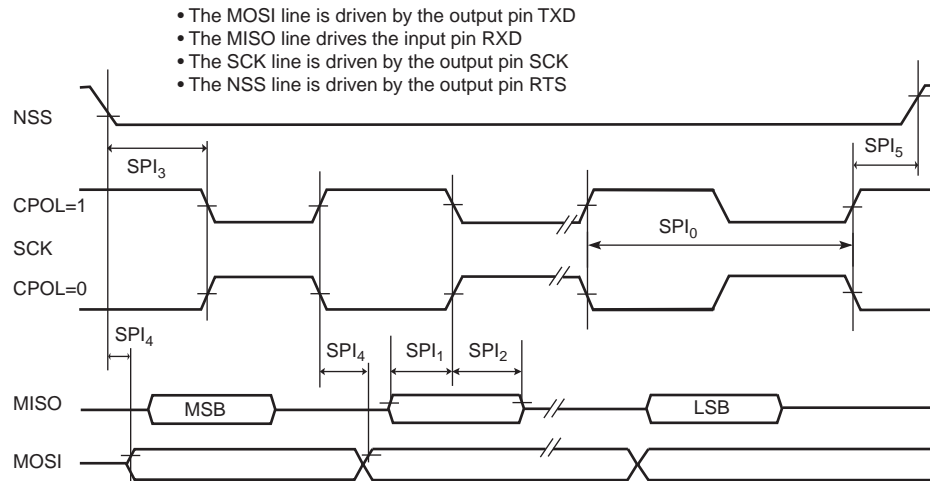 • The MOSI line is driven by the output pin TXD
• The MISO line drives the input pin RXD
• The SCK line is driven by the output pin SCK
• The NSS line is driven by the output pin RTS
NSS
SPI3
SPI5
CPOL=1
SCK
SPI0
CPOL=0
SPI4
SPI4
SPI1
SPI2
MISO
MSB
LSB
MOSI